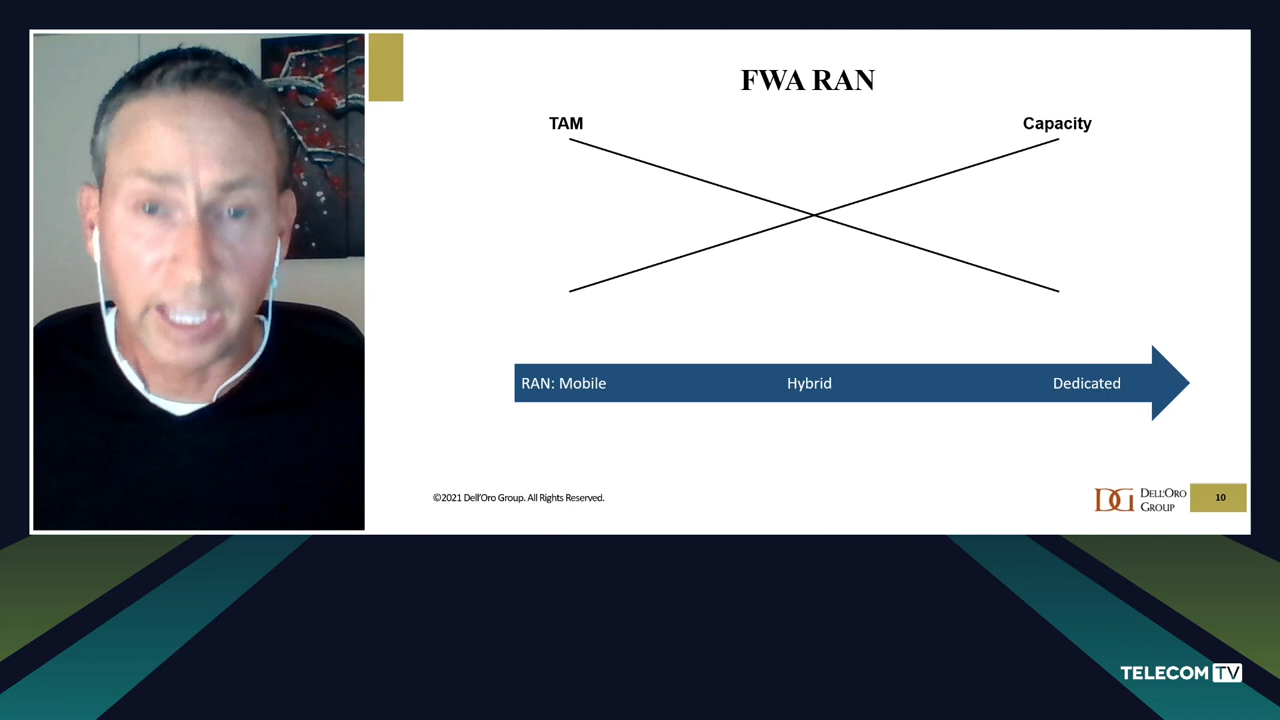 FWA RAN
TAM
Capacity
RAN: Mobile
Hybrid
Dedicated
©2021 Dell'Oro Group. All Rights Reserved.
DG
DELL'ORO
GROUP
10
TELECOM TV